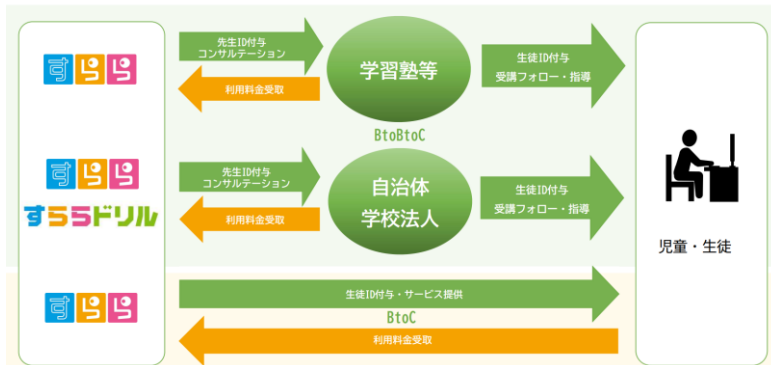 すらら
先生ID付与
コンサルテーション
利用料金受取
学習塾等
生徒ID付与
受講フォロー・指導
BtoBtoC
すらら
すららドリル
先生ID付与
コンサルテーション
利用料金受取
自治体
学校法人
生徒ID付与
受講フォロー・指導
児童・生徒
すらら
生徒ID付与・サービス提供
BtoC
利用料金受取